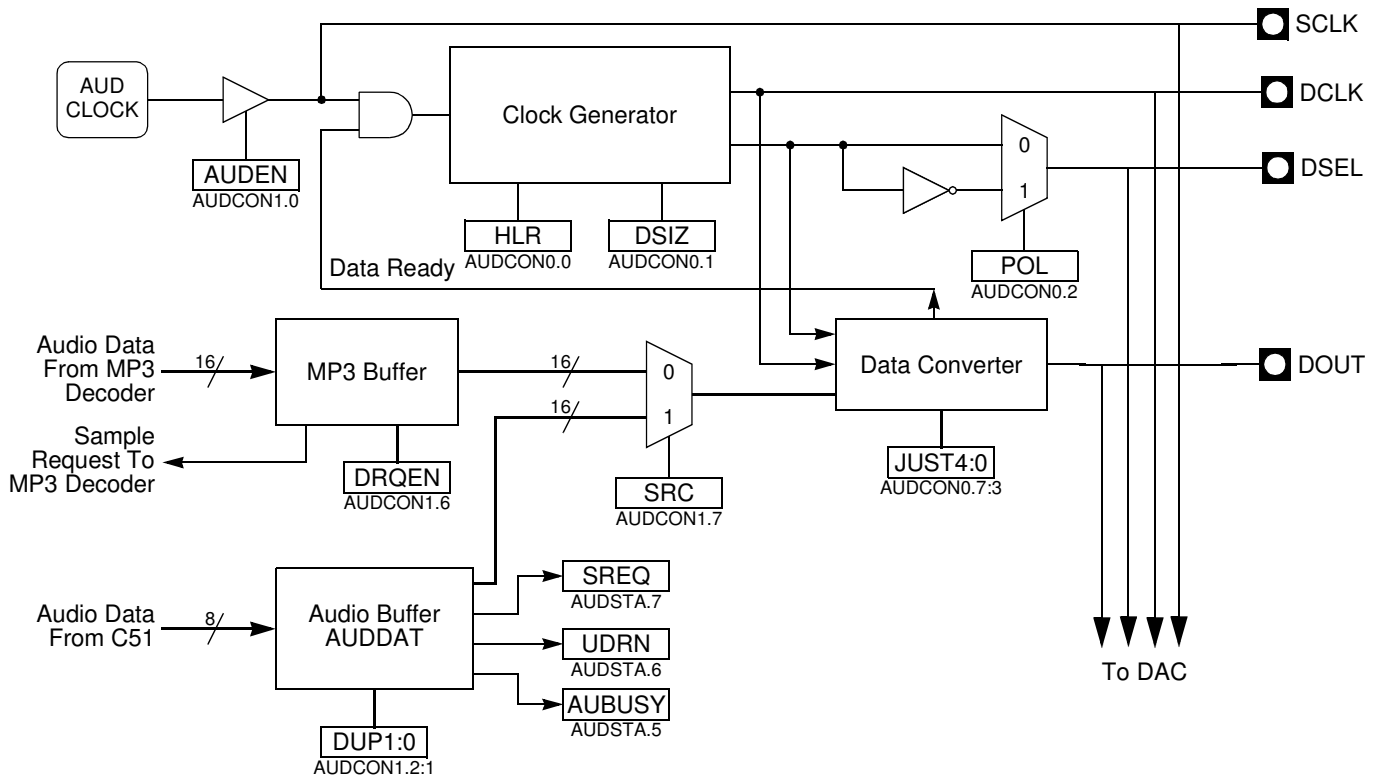 SCLK
AUD
CLOCK
Clock Generator
DCLK
0
1
DSEL
AUDEN
AUDCON1.0
HLR
AUDCON0.0
DSIZ
AUDCON0.1
POL
AUDCON0.2
Data Ready
Audio Data
From MP3
Decoder
16
MP3 Buffer
16
16
0
1
Data Converter
DOUT
Sample
Request To
MP3 Decoder
DRQEN
AUDCON1.6
SRC
AUDCON1.7
JUST4:0
AUDCON0.7:3
Audio Data
From C51
8
Audio Buffer
AUDDAT
SREQ
AUDSTA.7
UDRN
AUDSTA.6
AUBUSY
AUDSTA.5
To DAC
DUP1:0
AUDCON1.2:1